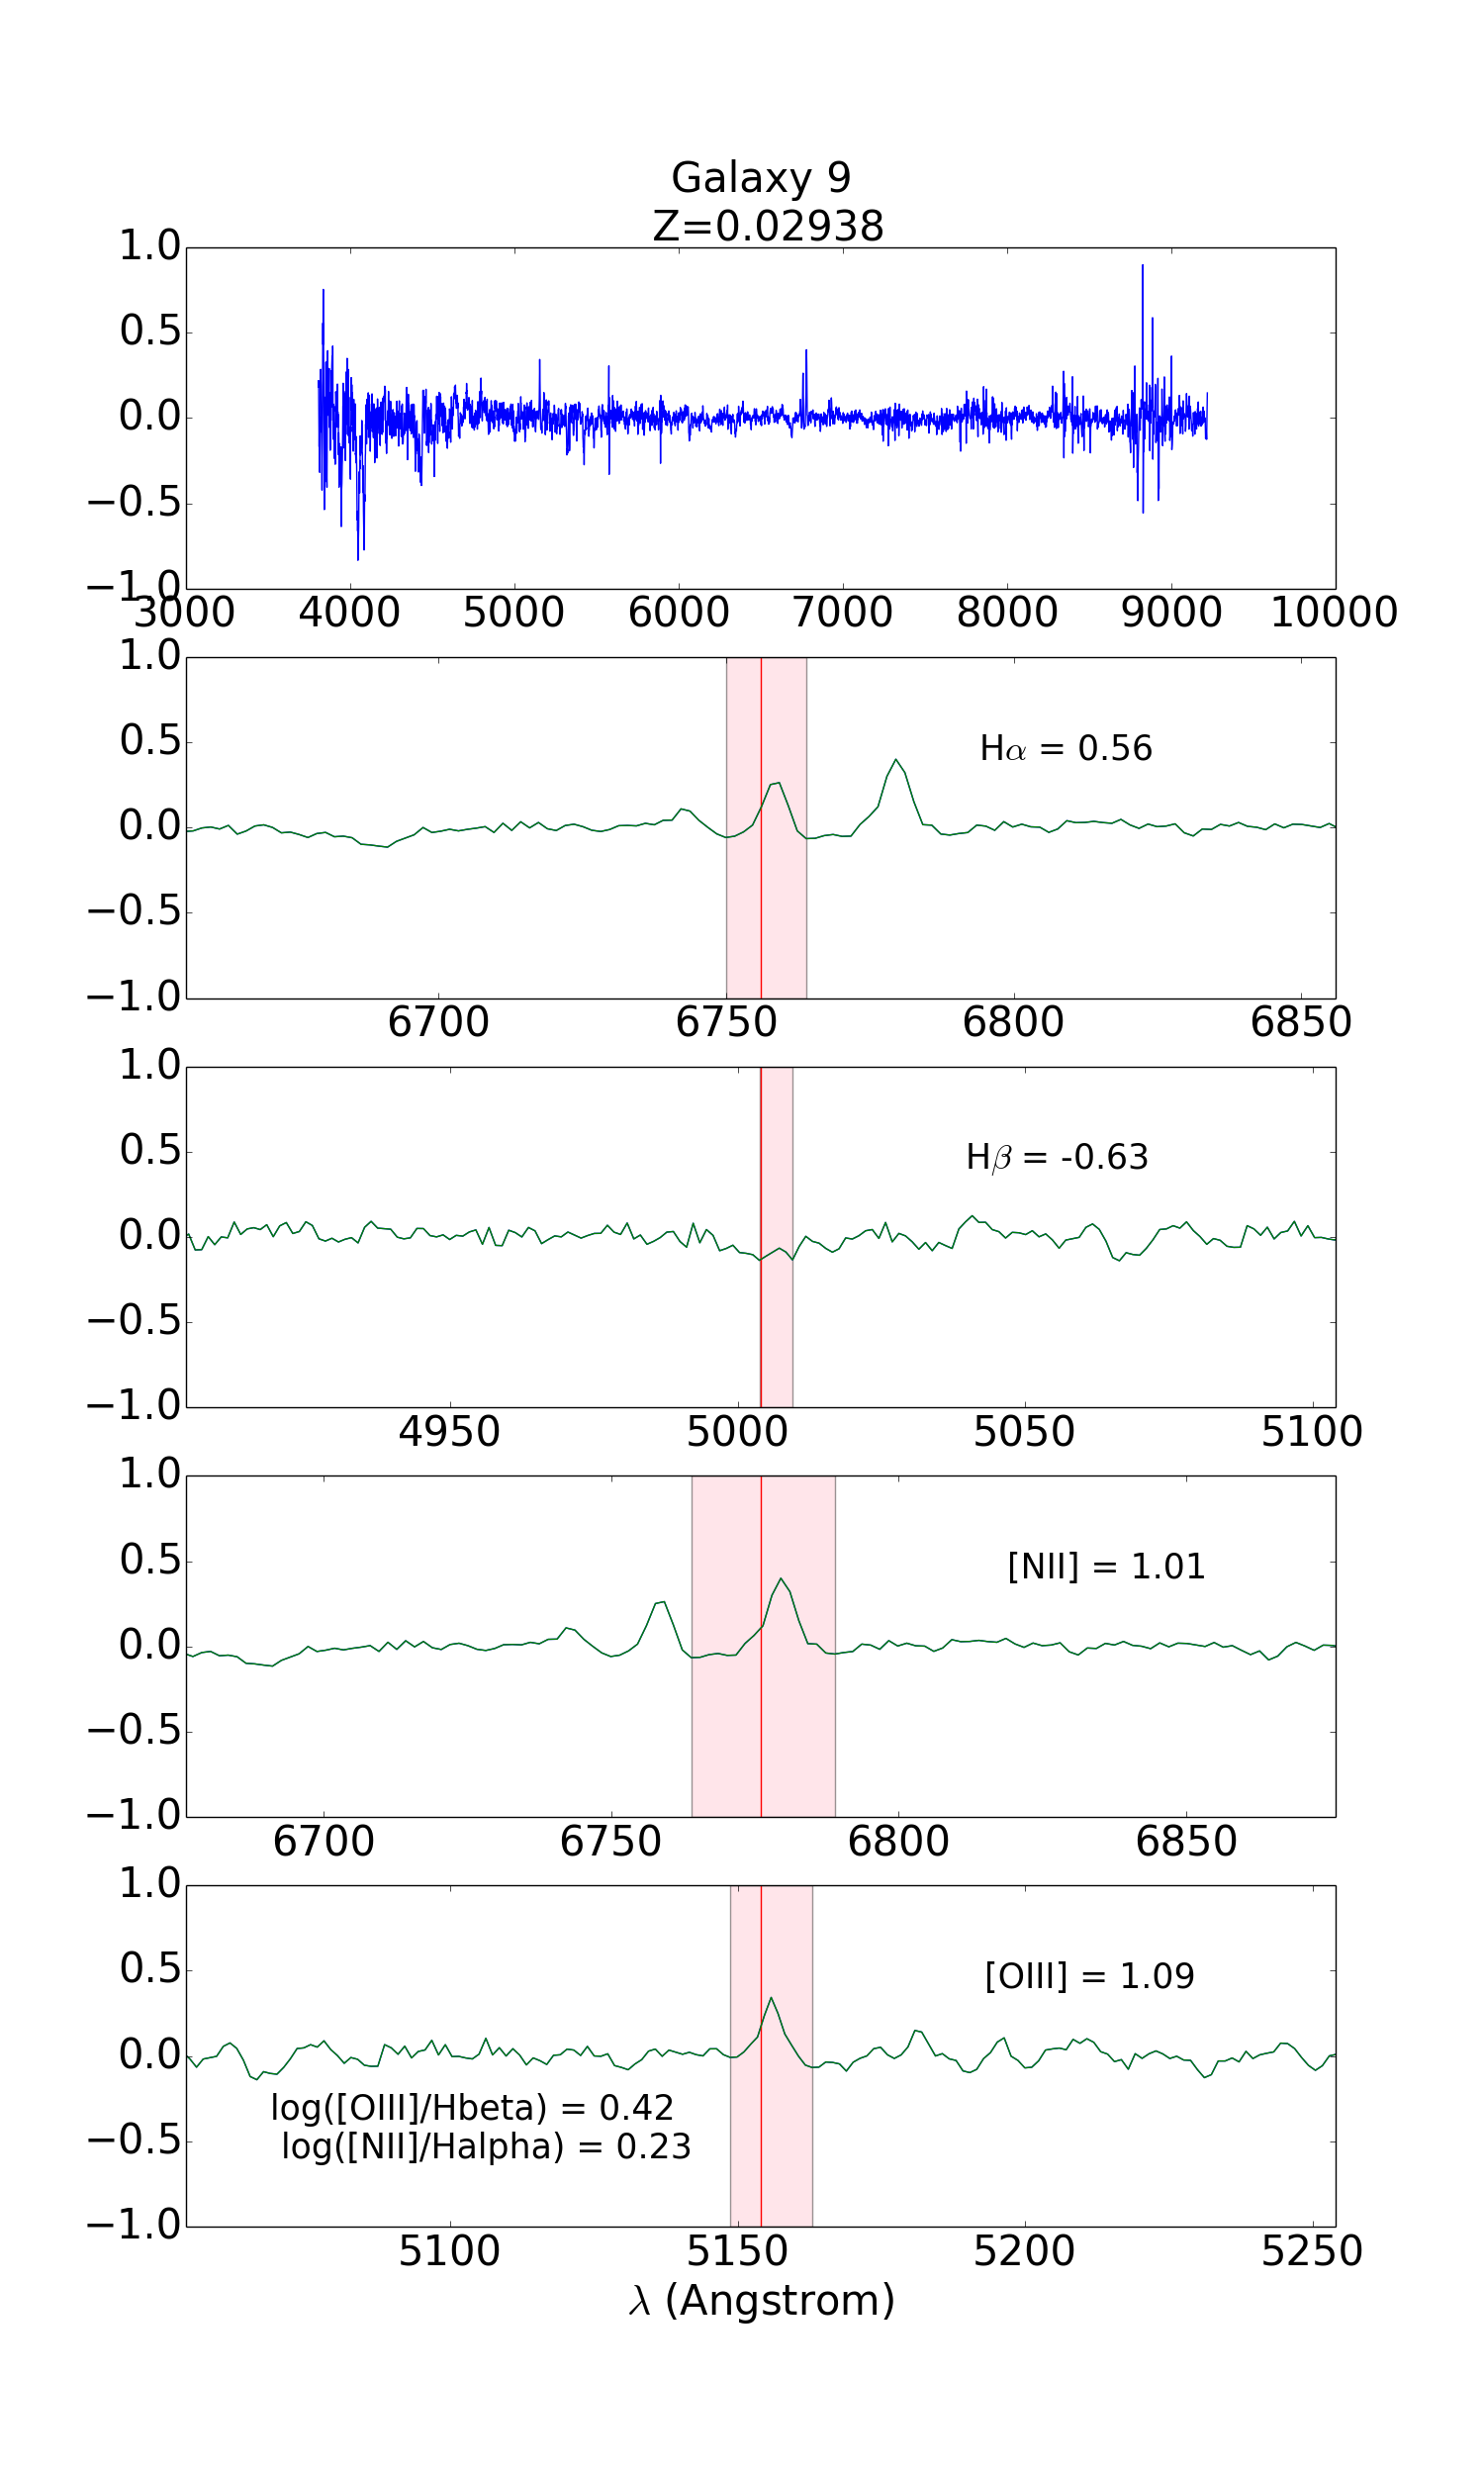 Galaxy 9
Z=0.02938
1.0
0.5
0.0
−0.5
−1.0
3000 4000 5000 6000 7000 8000 9000 10000
1.0
Hα = 0.56
0.5
0.0
−0.5
−1.0
6700 6750 6800 6850
1.0
Hβ = -0.63
0.5
0.0
−0.5
−1.0
4950 5000 5050 5100
1.0
[NII] = 1.01
0.5
0.0
−0.5
−1.0
6700 6750 6800 6850
1.0
[OIII] = 1.09
0.5
0.0
log([OIII]/Hbeta) = 0.42
−0.5
log([NII]/Halpha) = 0.23
−1.0
5100 5150 5200 5250
λ (Angstrom)